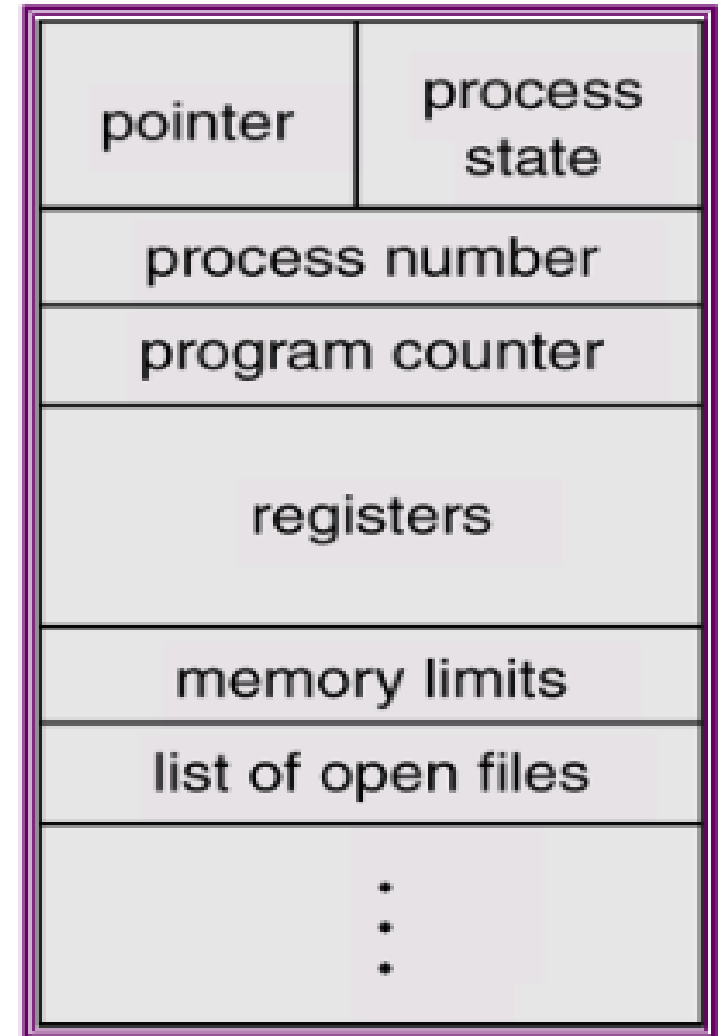 pointer
process
state
process number
program counter
registers
memory limits
list of open files
.
.
.